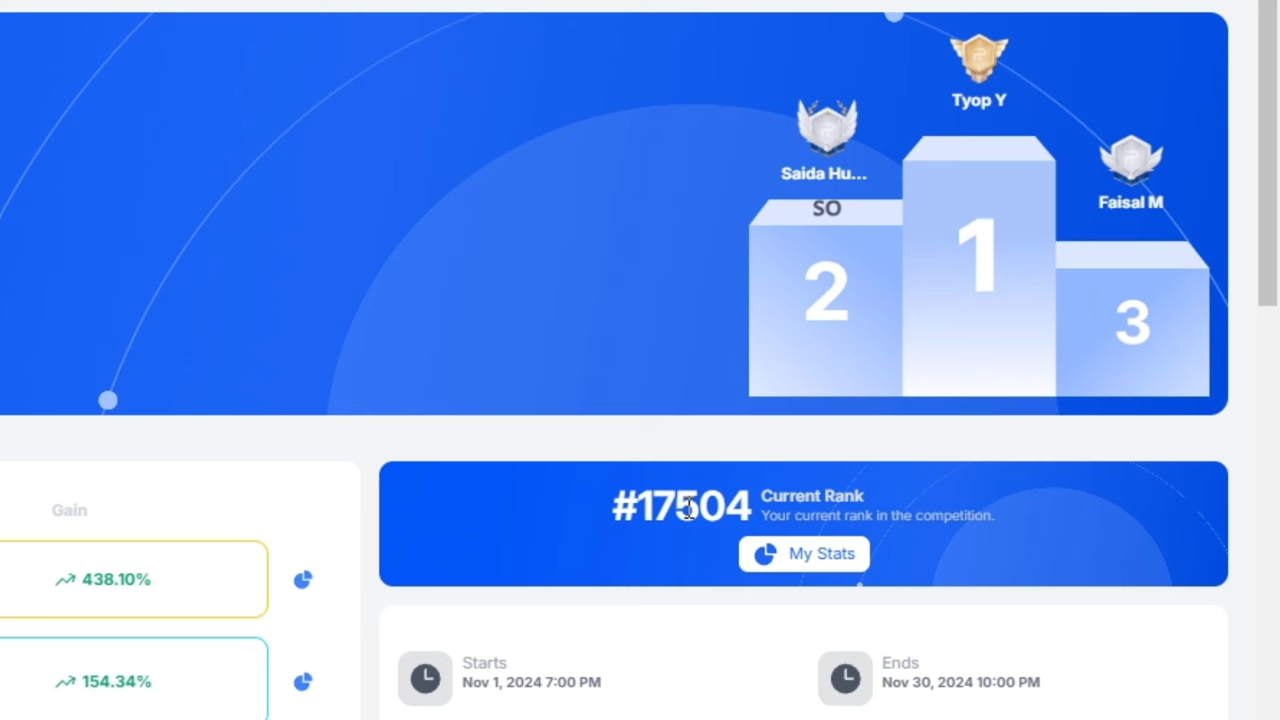 Tyop Y
Saida Hu...
Faisal M
SO
1
2
3
Gain
#17504
Current Rank
Your current rank in the competition.
My Stats
438.10%
154.34%
Starts
Nov 1, 2024 7:00 PM
Ends
Nov 30, 2024 10:00 PM